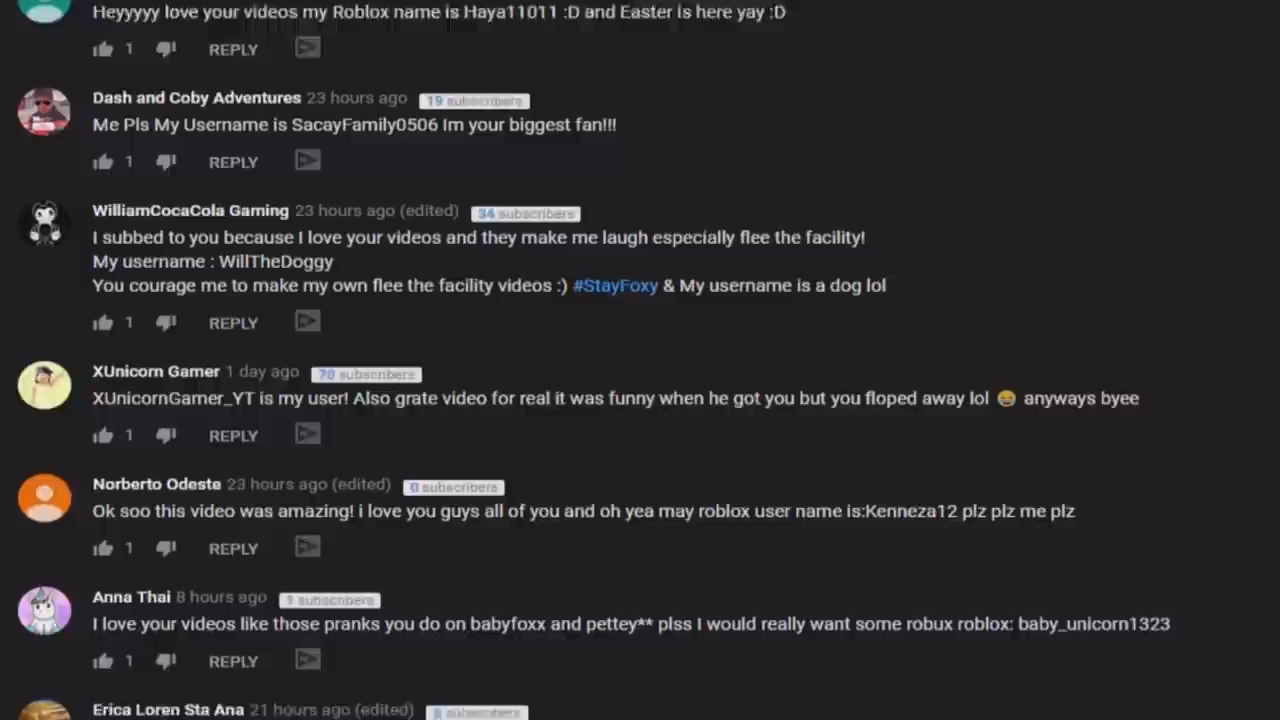 Heyyyyy love your videos my Roblox name is Haya11011 :D and Easter is here yay :D
1 REPLY
Dash and Coby Adventures 23 hours ago 19 subscribers
Me Pls My Username is SacayFamily0506 Im your biggest fan!!!
1 REPLY
WilliamCocaCola Gaming 23 hours ago (edited) 34 subscribers
I subbed to you because I love your videos and they make me laugh especially flee the facility!
My username : WillTheDoggy
You courage me to make my own flee the facility videos :) #StayFoxy & My username is a dog lol
1 REPLY
XUnicorn Gamer 1 day ago 70 subscribers
XUnicornGamer_YT is my user! Also grate video for real it was funny when he got you but you floped away lol 😂 anyways byee
1 REPLY
Norberto Odeste 23 hours ago (edited) 0 subscribers
Ok soo this video was amazing! i love you guys all of you and oh yea may roblox user name is:Kenneza12 plz plz me plz
1 REPLY
Anna Thai 8 hours ago 1 subscribers
I love your videos like those pranks you do on babyfoxx and pettey** plss I would really want some robux roblox: baby_unicorn1323
1 REPLY
Erica Loren Sta Ana 21 hours ago (edited) subscribers